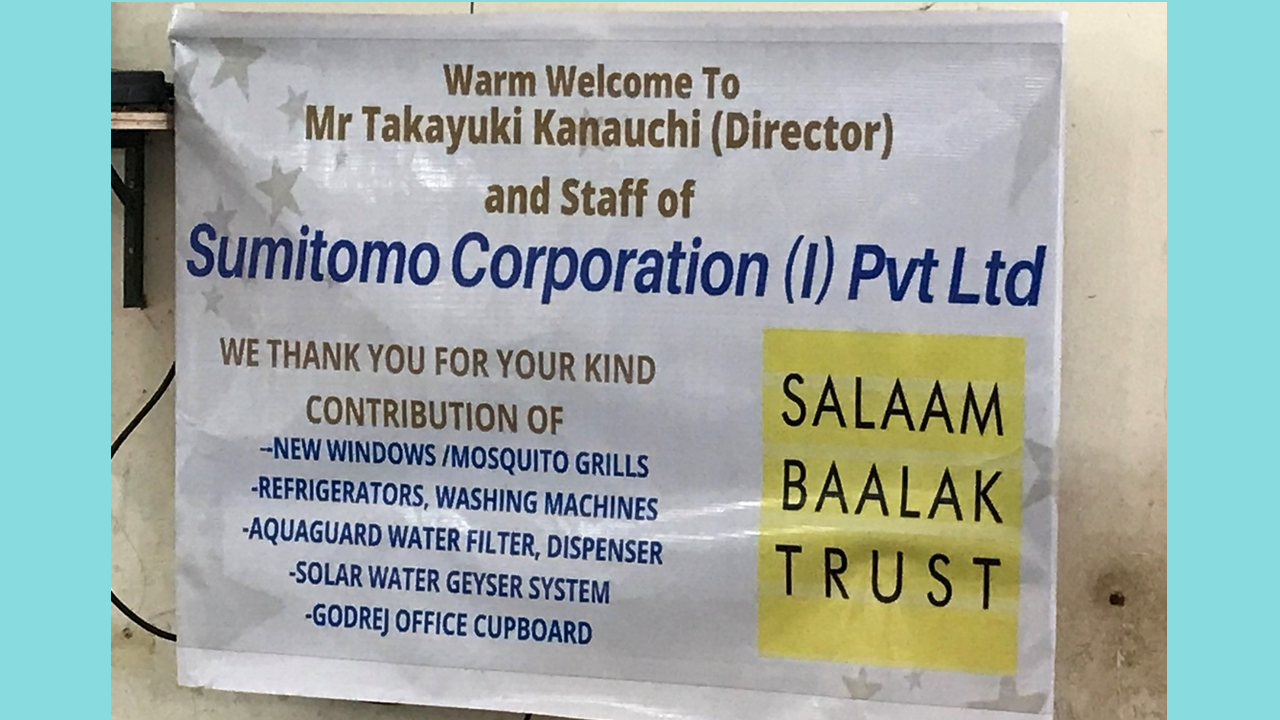 Warm Welcome To
Mr Takayuki Kanauchi (Director)
and Staff of
Sumitomo Corporation (I) Pvt Ltd
WE THANK YOU FOR YOUR KIND
CONTRIBUTION OF
--NEW WINDOWS /MOSQUITO GRILLS
-REFRIGERATORS, WASHING MACHINES
-AQUAGUARD WATER FILTER, DISPENSER
-SOLAR WATER GEYSER SYSTEM
-GODREJ OFFICE CUPBOARD
SALAAM
BAALAK
TRUST